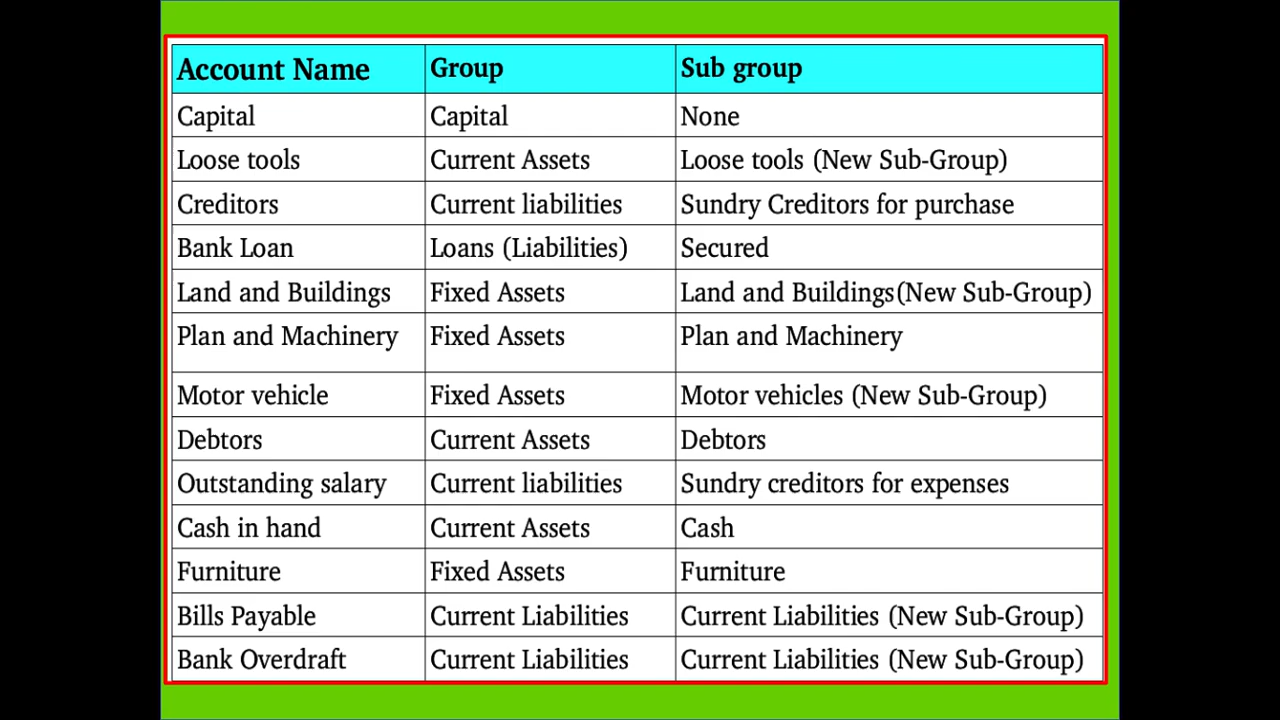 Account Name Group Sub group
Capital Capital None
Loose tools Current Assets Loose tools (New Sub-Group)
Creditors Current liabilities Sundry Creditors for purchase
Bank Loan Loans (Liabilities) Secured
Land and Buildings Fixed Assets Land and Buildings(New Sub-Group)
Plan and Machinery Fixed Assets Plan and Machinery
Motor vehicle Fixed Assets Motor vehicles (New Sub-Group)
Debtors Current Assets Debtors
Outstanding salary Current liabilities Sundry creditors for expenses
Cash in hand Current Assets Cash
Furniture Fixed Assets Furniture
Bills Payable Current Liabilities Current Liabilities (New Sub-Group)
Bank Overdraft Current Liabilities Current Liabilities (New Sub-Group)